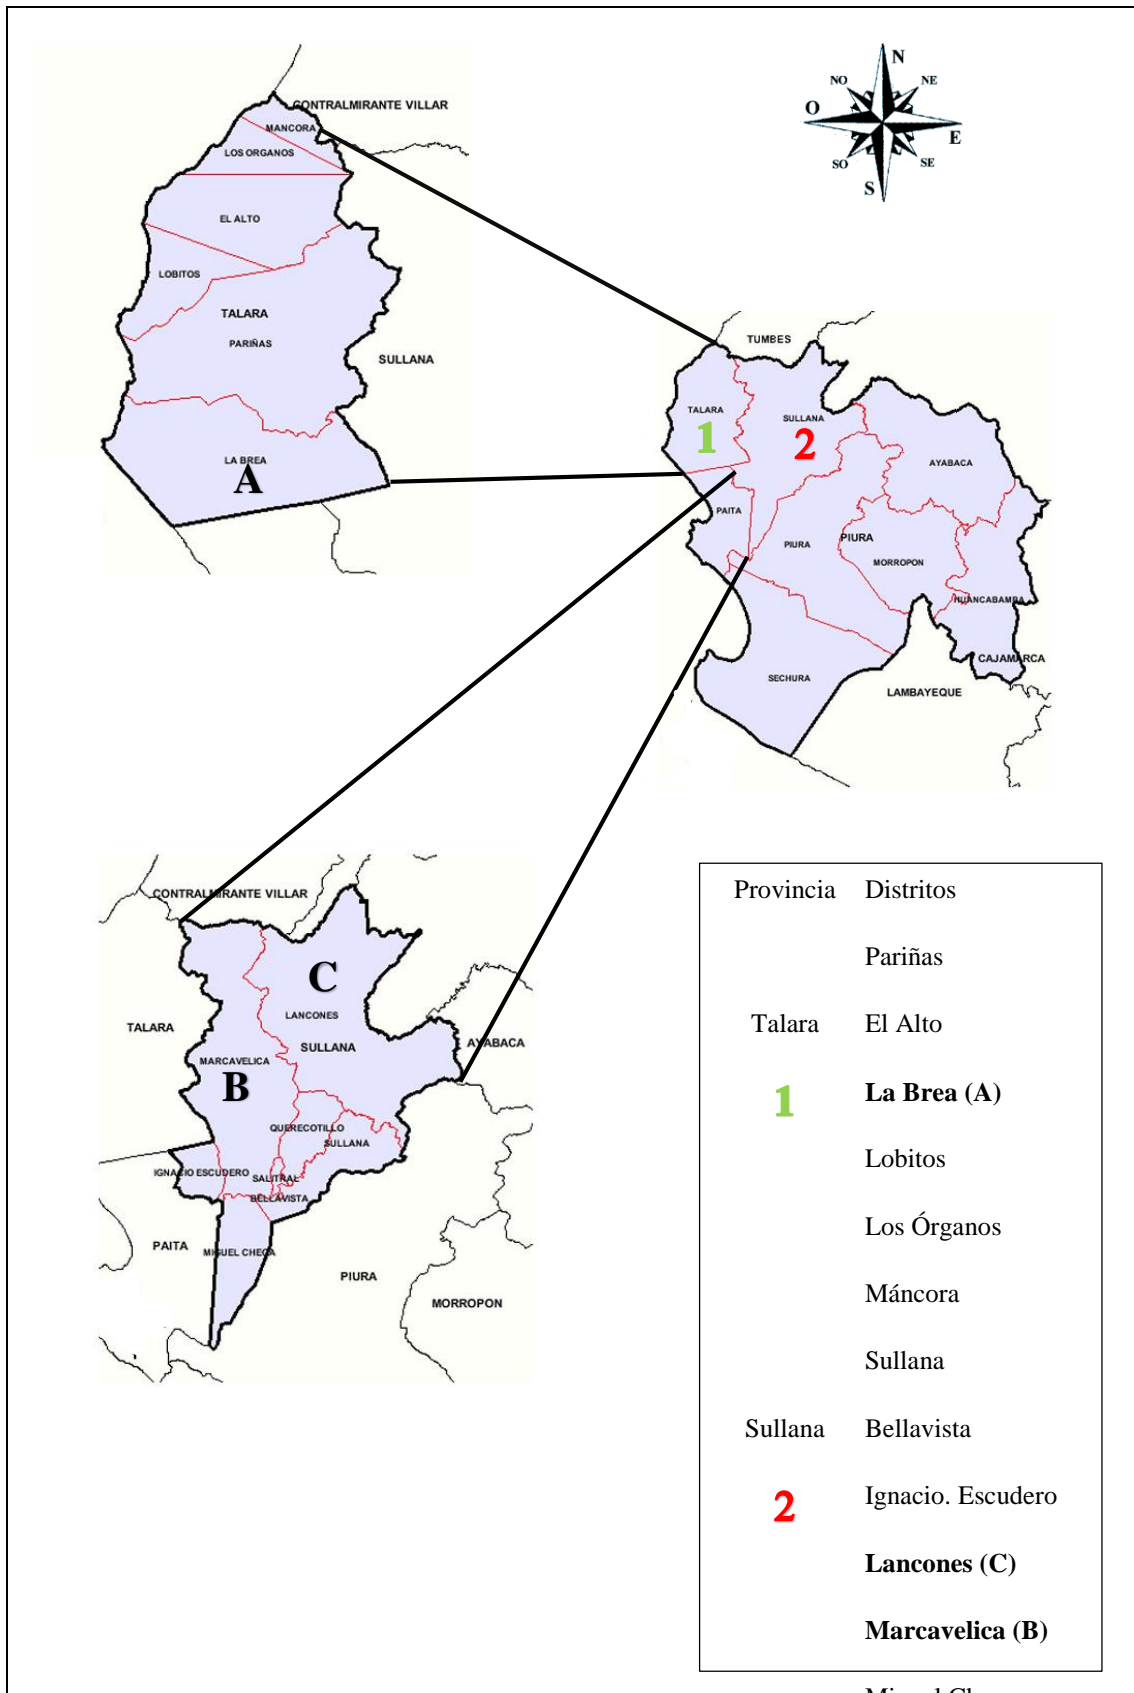 CONTRALMIRANTE VILLAR
MANCORA
LOS ORGANOS
EL ALTO
LOBITOS
TALARA
PARIÑAS
SULLANA
LA BREA
A
N
NO
NE
O
E
SO
SE
S
TUMBES
TALARA
1
SULLANA
2
AYABACA
PAITA
PIURA
PIURA
MORROPON
HUANCABAMBA
CAJAMARCA
SECHURA
LAMBAYEQUE
CONTRALMIRANTE VILLAR
C
LANCONES
TALARA
SULLANA
AYABACA
MARCAVELICA
B
QUERECOTILLO
SULLANA
IGNACIO ESCUDERO
SALITRAL
BELLAVISTA
PAITA
MIGUEL CHECA
PIURA
MORROPON
Provincia Distritos
Pariñas
Talara El Alto
1 La Brea (A)
Lobitos
Los Órganos
Máncora
Sullana
Sullana Bellavista
2 Ignacio. Escudero
Lancones (C)
Marcavelica (B)